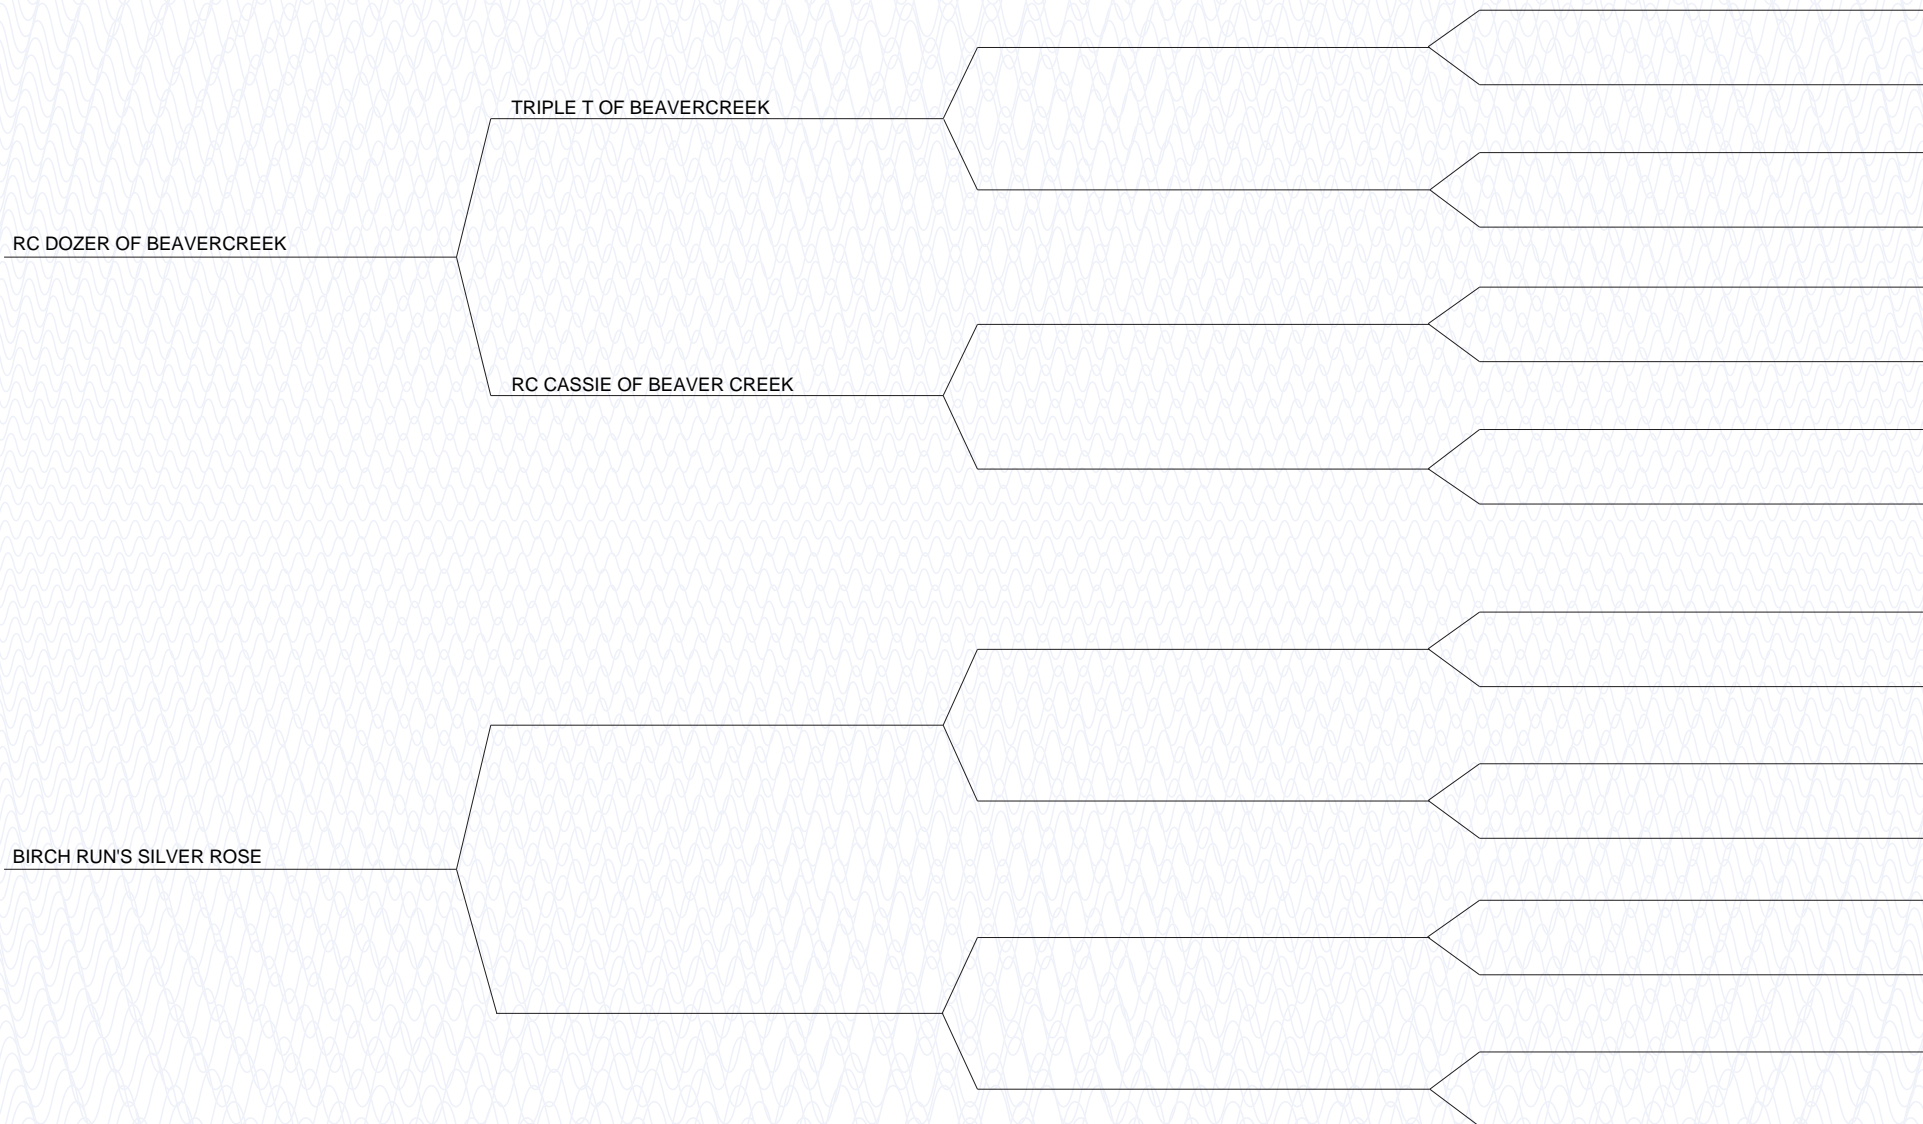 TRIPLE T OF BEAVERCREEK
RC DOZER OF BEAVERCREEK
RC CASSIE OF BEAVER CREEK
BIRCH RUN'S SILVER ROSE